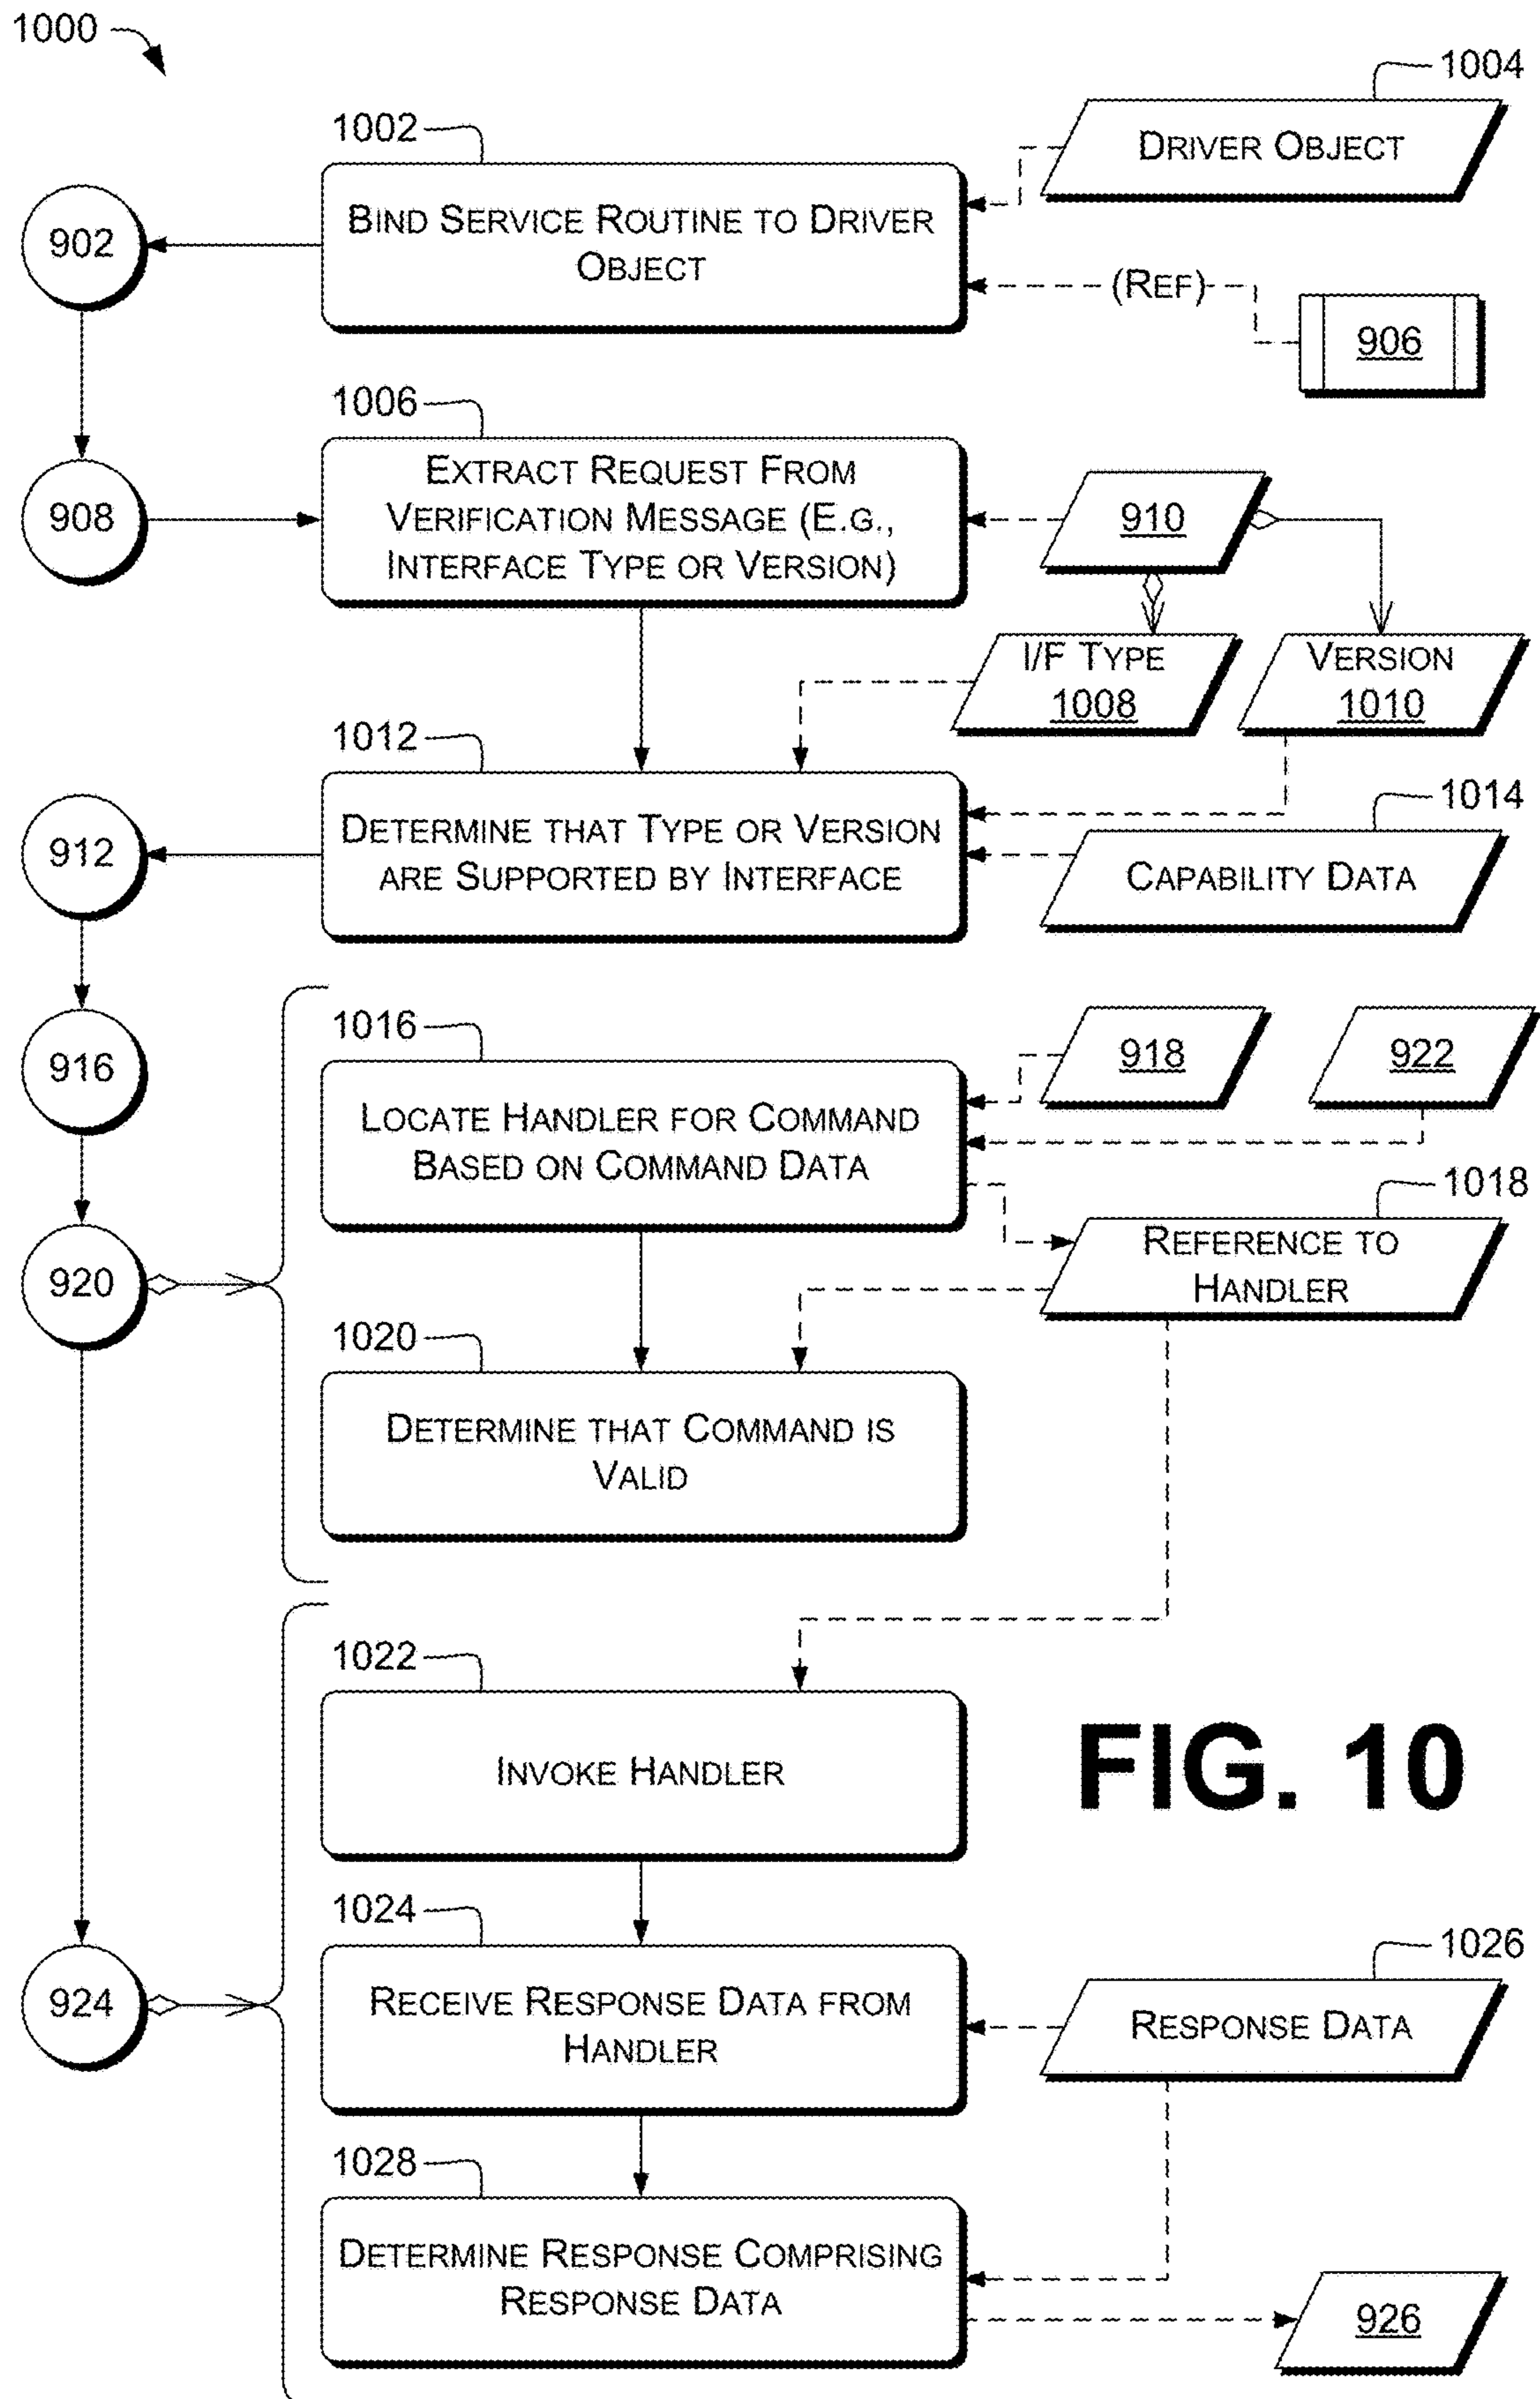 1000
1004
DRIVER OBJECT
1002
BIND SERVICE ROUTINE TO DRIVER
OBJECT
902
(REF)
906
1006
EXTRACT REQUEST FROM
VERIFICATION MESSAGE (E.G.,
INTERFACE TYPE OR VERSION)
908
910
I/F TYPE
1008
VERSION
1010
1012
DETERMINE THAT TYPE OR VERSION
ARE SUPPORTED BY INTERFACE
912
1014
CAPABILITY DATA
916
1016
LOCATE HANDLER FOR COMMAND
BASED ON COMMAND DATA
918
922
1018
REFERENCE TO
HANDLER
920
1020
DETERMINE THAT COMMAND IS
VALID
1022
INVOKE HANDLER
FIG. 10
1024
RECEIVE RESPONSE DATA FROM
HANDLER
924
1026
RESPONSE DATA
1028
DETERMINE RESPONSE COMPRISING
RESPONSE DATA
926